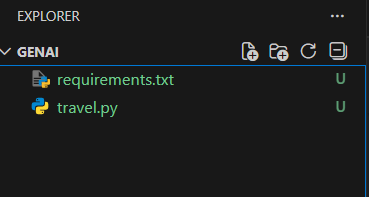 EXPLORER ...
GENAI
requirements.txt U
travel.py U